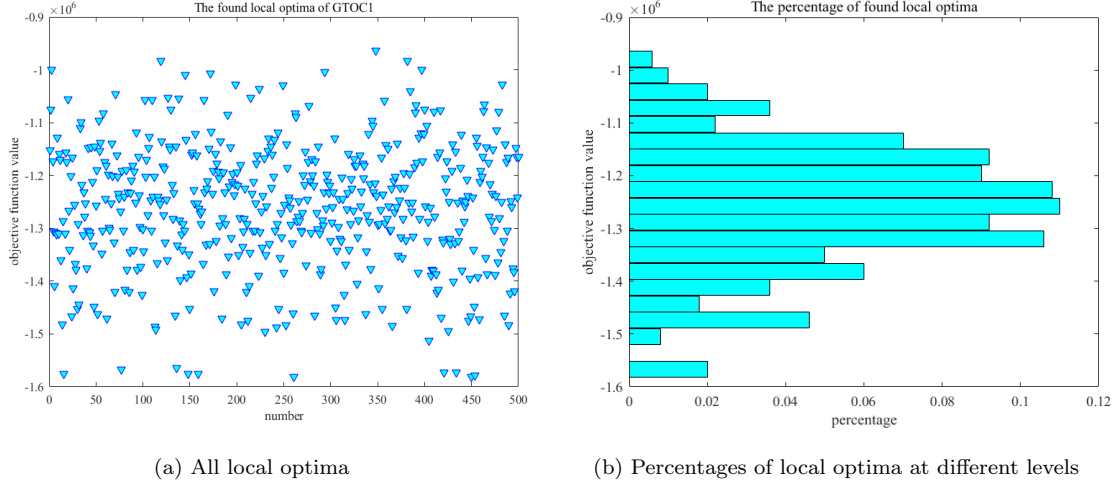 The found local optima of GTOC1
×10⁶
-0.9
-1
-1.1
-1.2
-1.3
-1.4
-1.5
-1.6
objective function value
0 50 100 150 200 250 300 350 400 450 500
number
(a) All local optima
The percentage of found local optima
×10⁶
-0.9
-1
-1.1
-1.2
-1.3
-1.4
-1.5
-1.6
objective function value
0 0.02 0.04 0.06 0.08 0.1 0.12
percentage
(b) Percentages of local optima at different levels